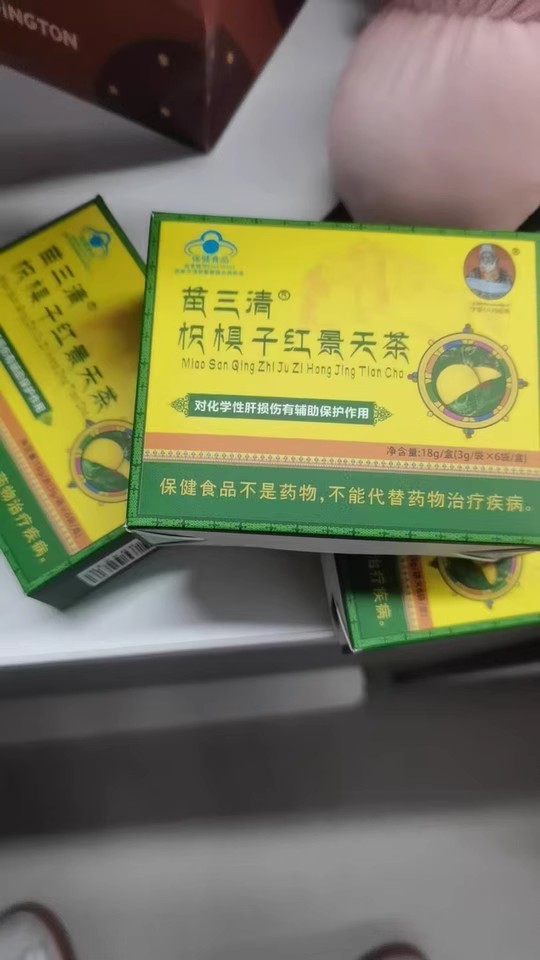 INGTON
保健食品
苗三清®
枳椇子红景天茶
Miao San Qing Zhi Ju Zi Hong Jing Tian Cha
对化学性肝损伤有辅助保护作用
净含量:18g/盒(3g/袋×6袋/盒)
保健食品不是药物,不能代替药物治疗疾病。
苗三清®
枳椇子红景天茶
保护作用
药物治疗疾病。
治疗疾病。